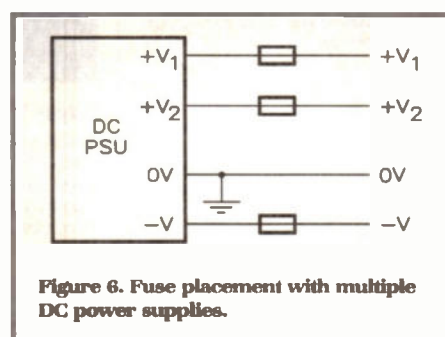 +V1 +V1
+V2 +V2
DC
PSU
0V 0V
-V -V
Figure 6. Fuse placement with multiple
DC power supplies.